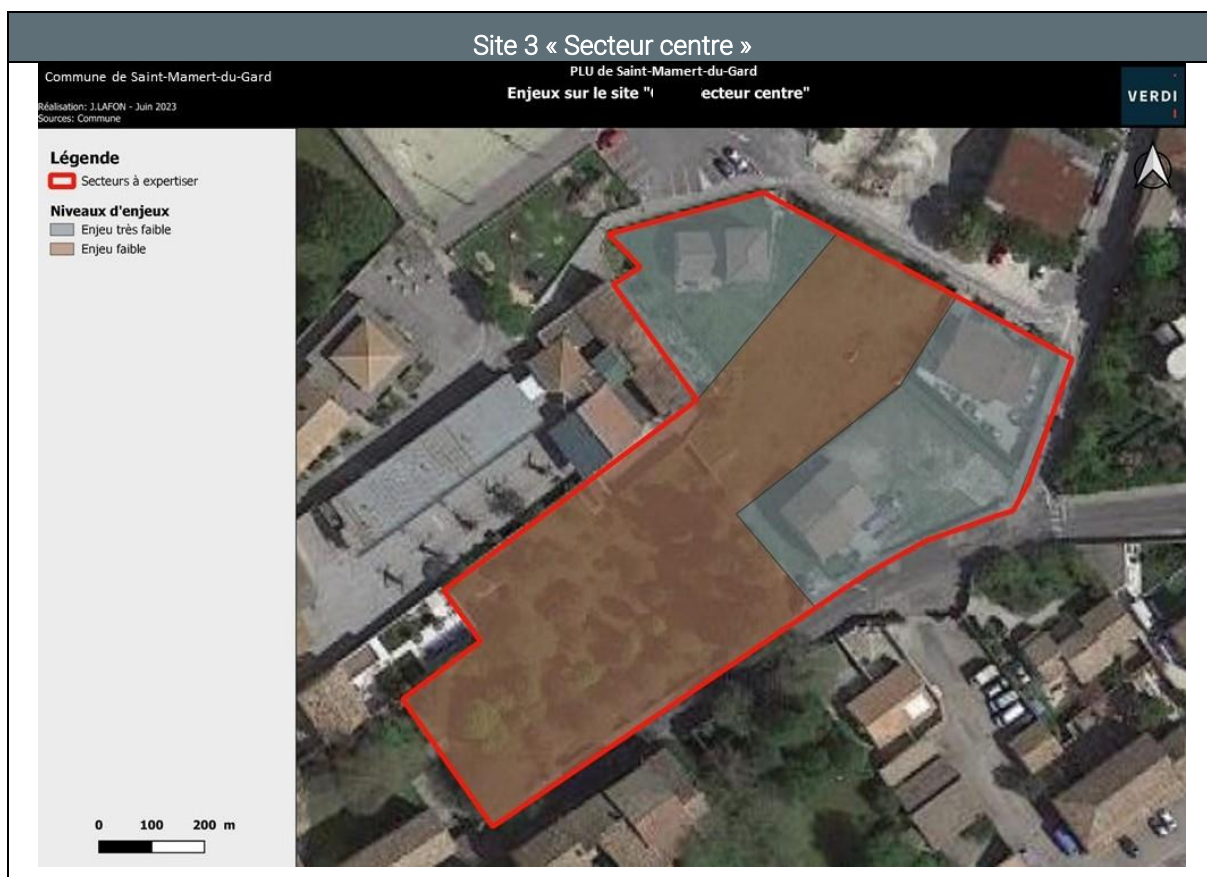 Site 3 « Secteur centre »
Commune de Saint-Mamert-du-Gard
PLU de Saint-Mamert-du-Gard
Enjeux sur le site " ecteur centre"
Réalisation: J.LAFON - Juin 2023
Sources: Commune
VERDI
Légende
Secteurs à expertiser
Niveaux d'enjeux
Enjeu très faible
Enjeu faible
0 100 200 m